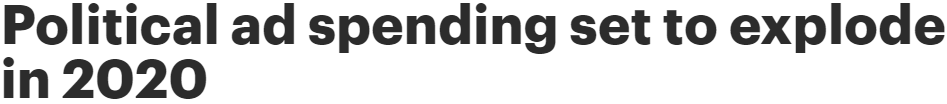 Political ad spending set to explode
in 2020